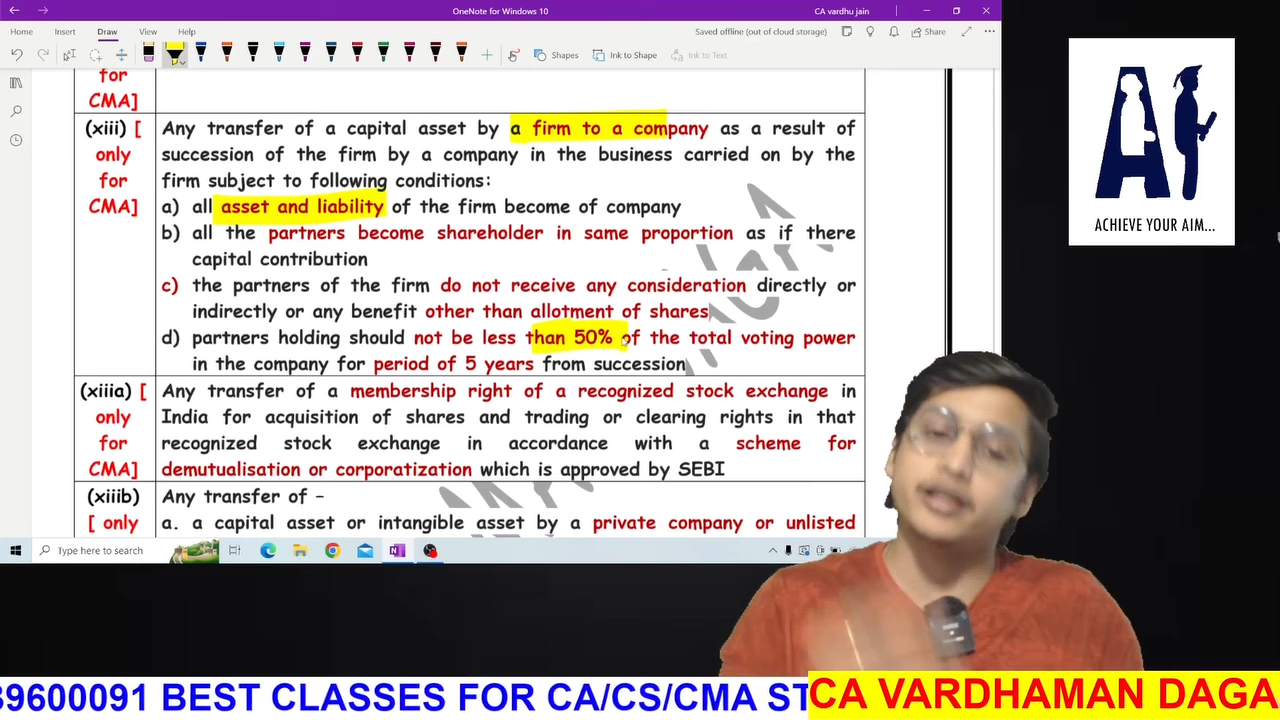 OneNote for Windows 10
CA vardhu jain
Home Insert Draw View Help
Saved offline (out of cloud storage)
Share
Shapes
Ink to Shape
Ink to Text
for
CMA]
(xiii) [ only for CMA]
Any transfer of a capital asset by a firm to a company as a result of
succession of the firm by a company in the business carried on by the
firm subject to following conditions:
a) all asset and liability of the firm become of company
b) all the partners become shareholder in same proportion as if there
capital contribution
c) the partners of the firm do not receive any consideration directly or
indirectly or any benefit other than allotment of shares
d) partners holding should not be less than 50% of the total voting power
in the company for period of 5 years from succession
(xiiia) [ only for CMA]
Any transfer of a membership right of a recognized stock exchange in
India for acquisition of shares and trading or clearing rights in that
recognized stock exchange in accordance with a scheme for
demutualisation or corporatization which is approved by SEBI
(xiiib) [ only
Any transfer of –
a. a capital asset or intangible asset by a private company or unlisted
Type here to search
AI
ACHIEVE YOUR AIM...
39600091 BEST CLASSES FOR CA/CS/CMA ST
CA VARDHAMAN DAGA